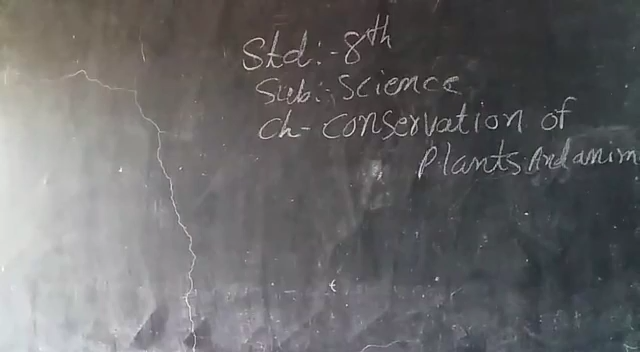 Std:- 8th
Sub:- Science
Ch- Conservation of
Plants And anim